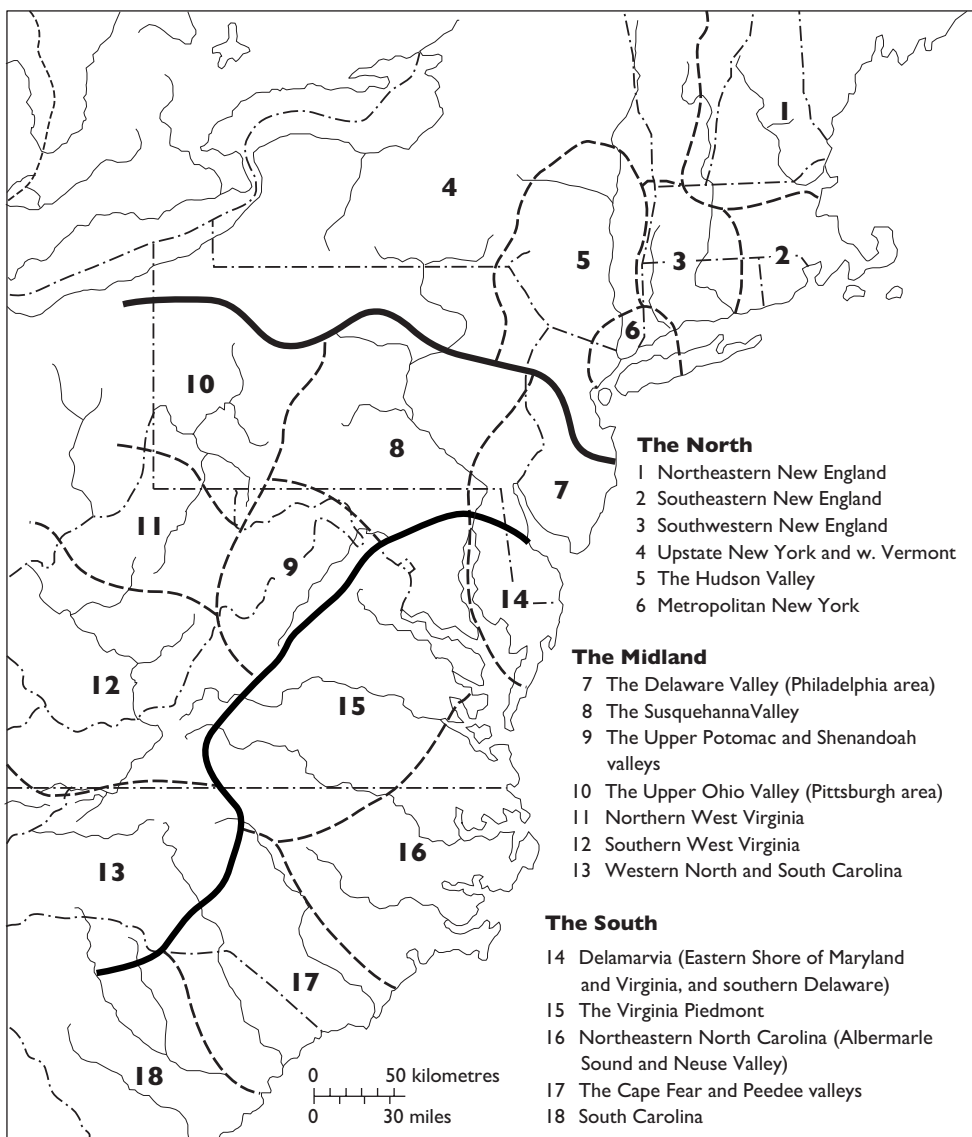 1
4
5
3
2
6
10
8
7
11
9
14
12
15
16
13
17
18
The North
1 Northeastern New England
2 Southeastern New England
3 Southwestern New England
4 Upstate New York and w. Vermont
5 The Hudson Valley
6 Metropolitan New York
The Midland
7 The Delaware Valley (Philadelphia area)
8 The SusquehannaValley
9 The Upper Potomac and Shenandoah
valleys
10 The Upper Ohio Valley (Pittsburgh area)
11 Northern West Virginia
12 Southern West Virginia
13 Western North and South Carolina
The South
14 Delamarvia (Eastern Shore of Maryland
and Virginia, and southern Delaware)
15 The Virginia Piedmont
16 Northeastern North Carolina (Albermarle
Sound and Neuse Valley)
17 The Cape Fear and Peedee valleys
18 South Carolina
0 50 kilometres
0 30 miles